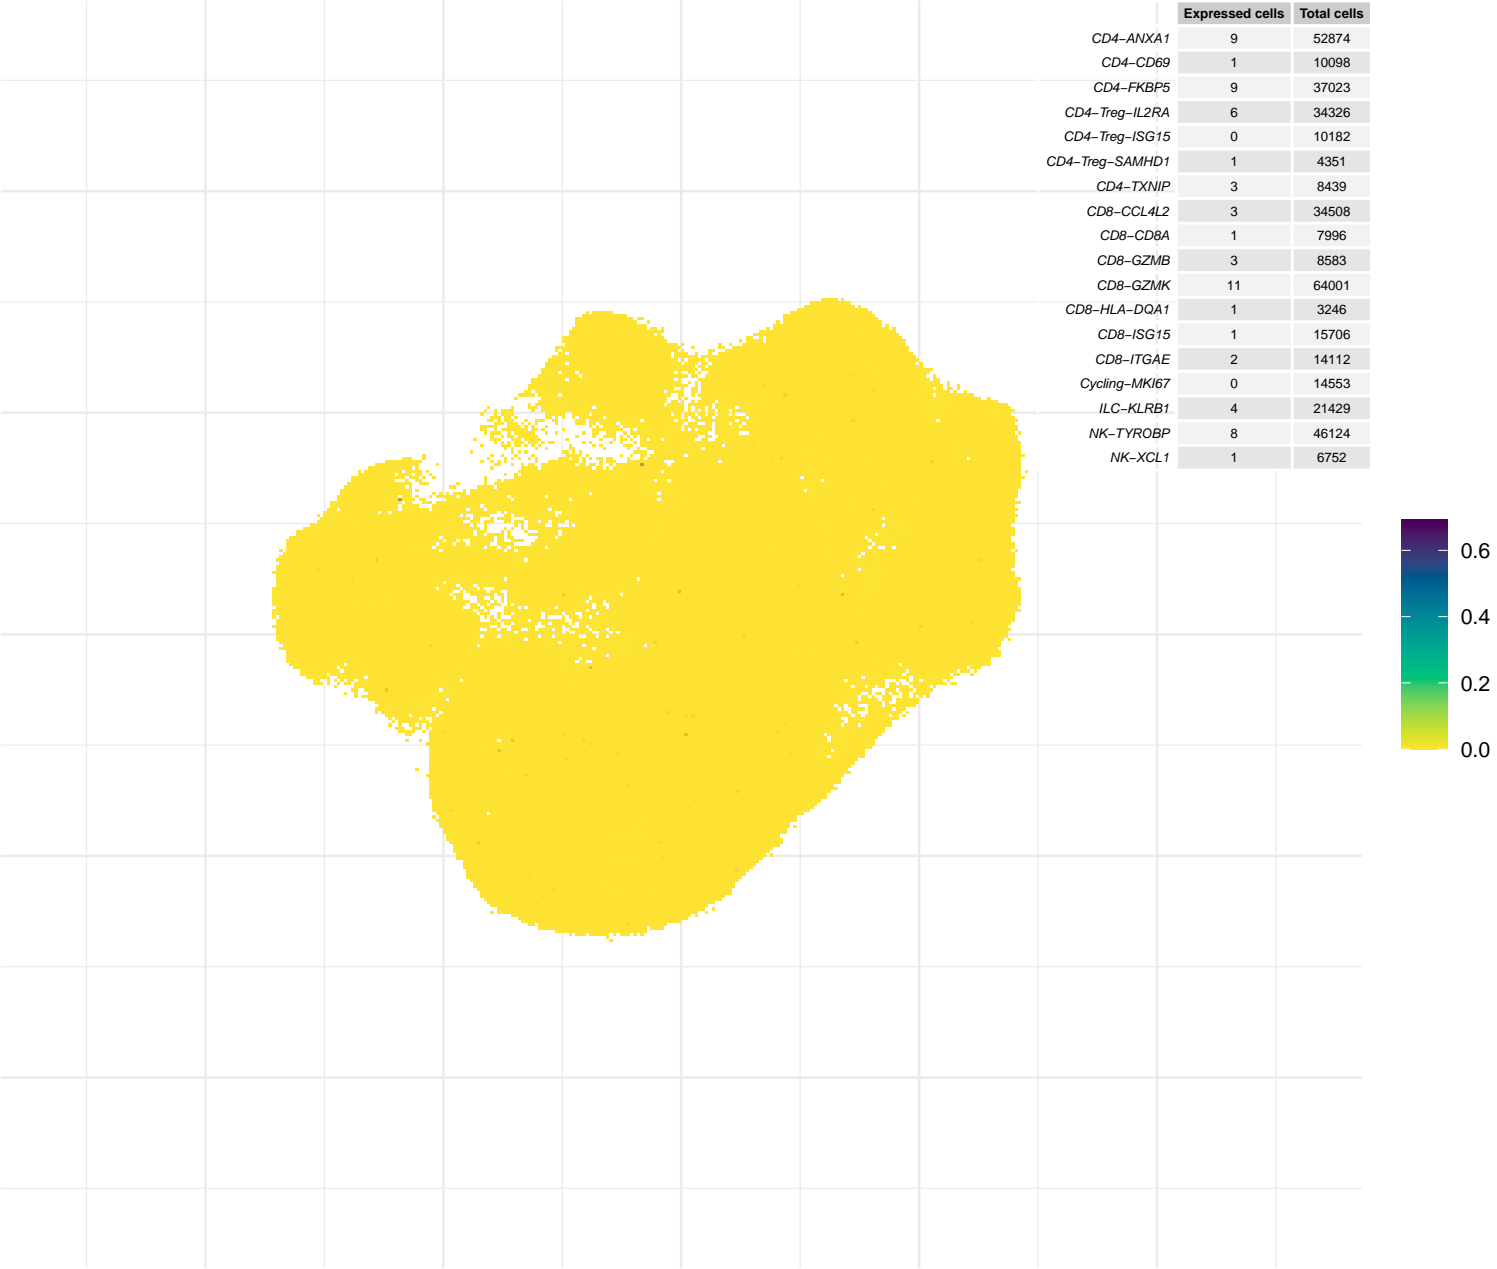 Expressed cells Total cells
CD4−ANXA1 9 52874
CD4−CD69 1 10098
CD4−FKBP5 9 37023
CD4−Treg−IL2RA 6 34326
CD4−Treg−ISG15 0 10182
CD4−Treg−SAMHD1 1 4351
CD4−TXNIP 3 8439
CD8−CCL4L2 3 34508
CD8−CD8A 1 7996
CD8−GZMB 3 8583
CD8−GZMK 11 64001
CD8−HLA−DQA1 1 3246
CD8−ISG15 1 15706
CD8−ITGAE 2 14112
Cycling−MKI67 0 14553
ILC−KLRB1 4 21429
NK−TYROBP 8 46124
NK−XCL1 1 6752
0.6
0.4
0.2
0.0